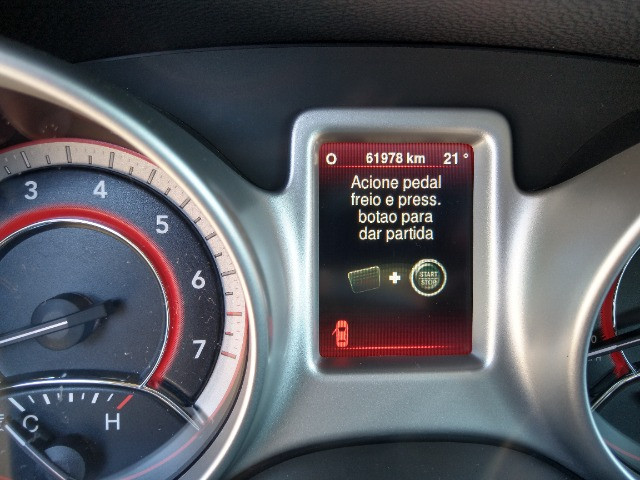 O 61978 km 21°
Acione pedal
freio e press.
botao para
dar partida
+ START
STOP
3 4 5 6 7
C H